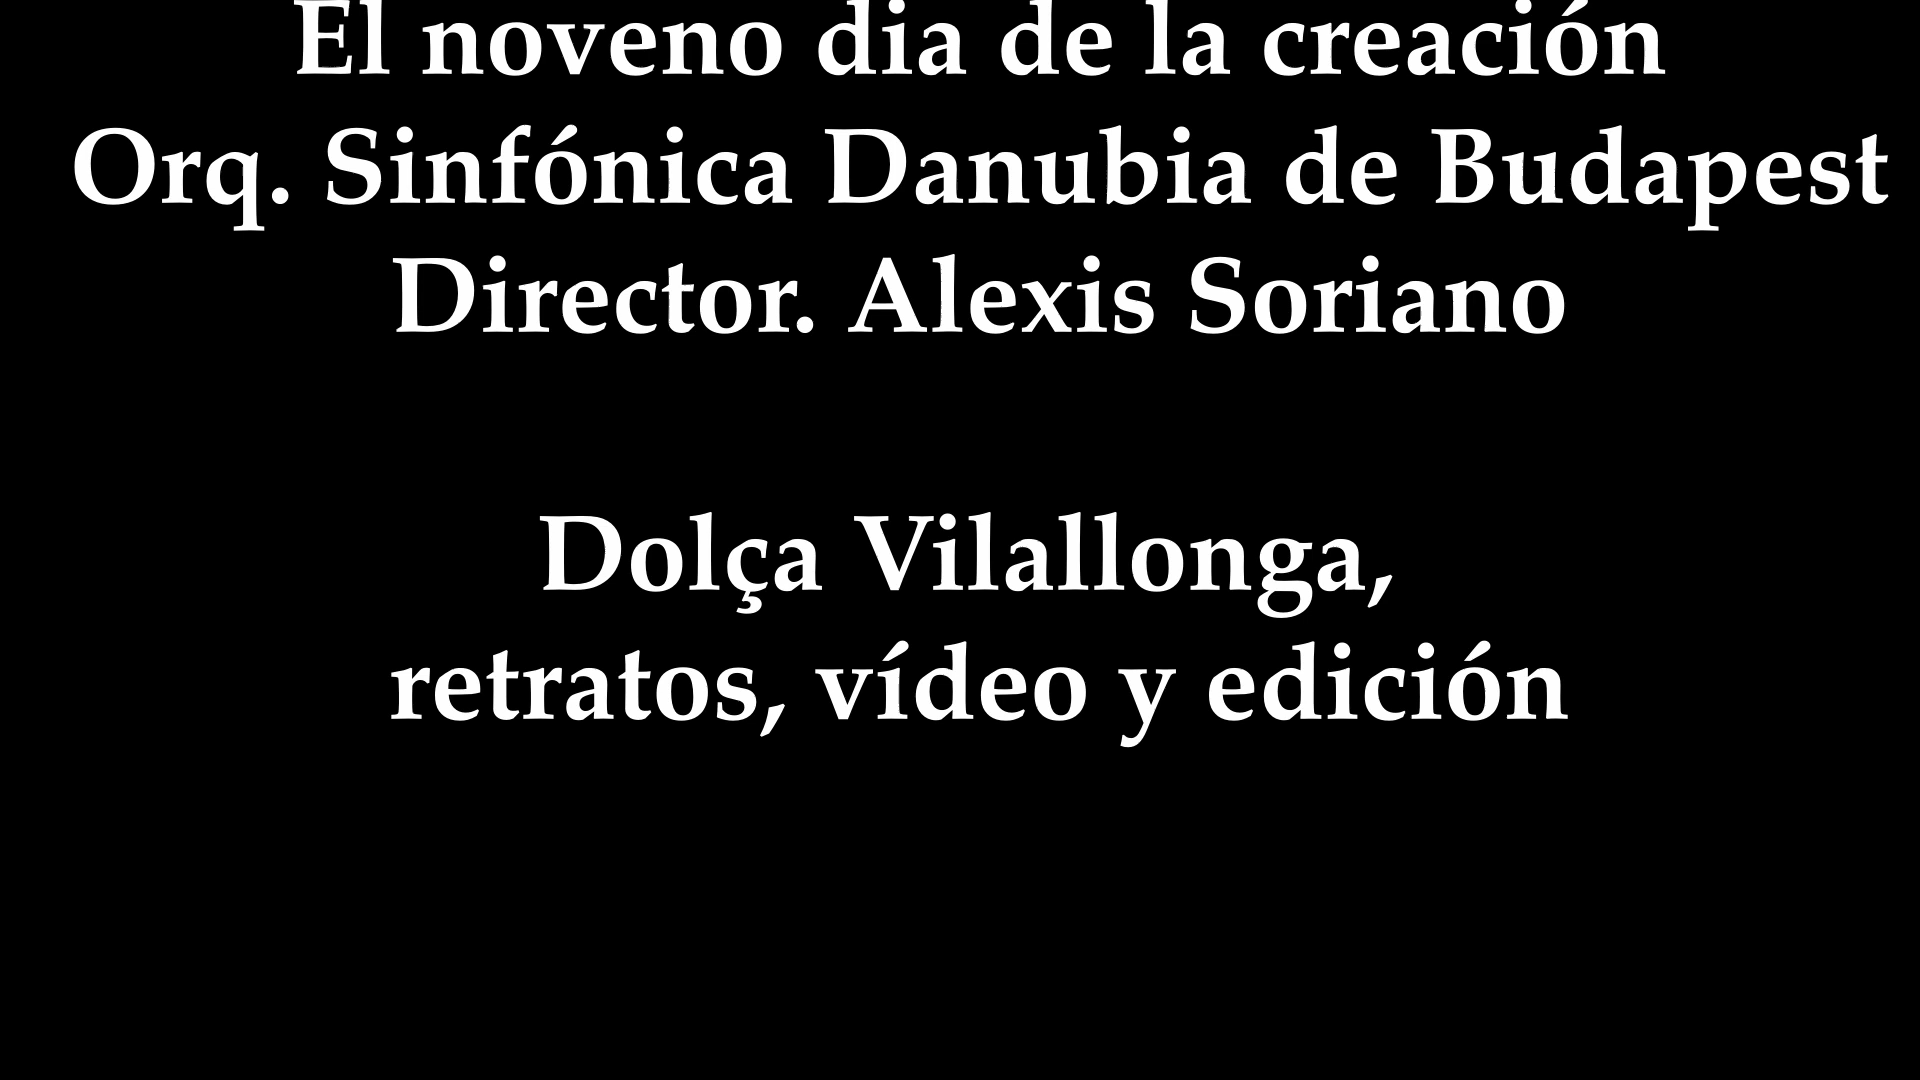 El noveno dia de la creación
Orq. Sinfónica Danubia de Budapest
Director. Alexis Soriano
Dolça Vilallonga,
retratos, vídeo y edición